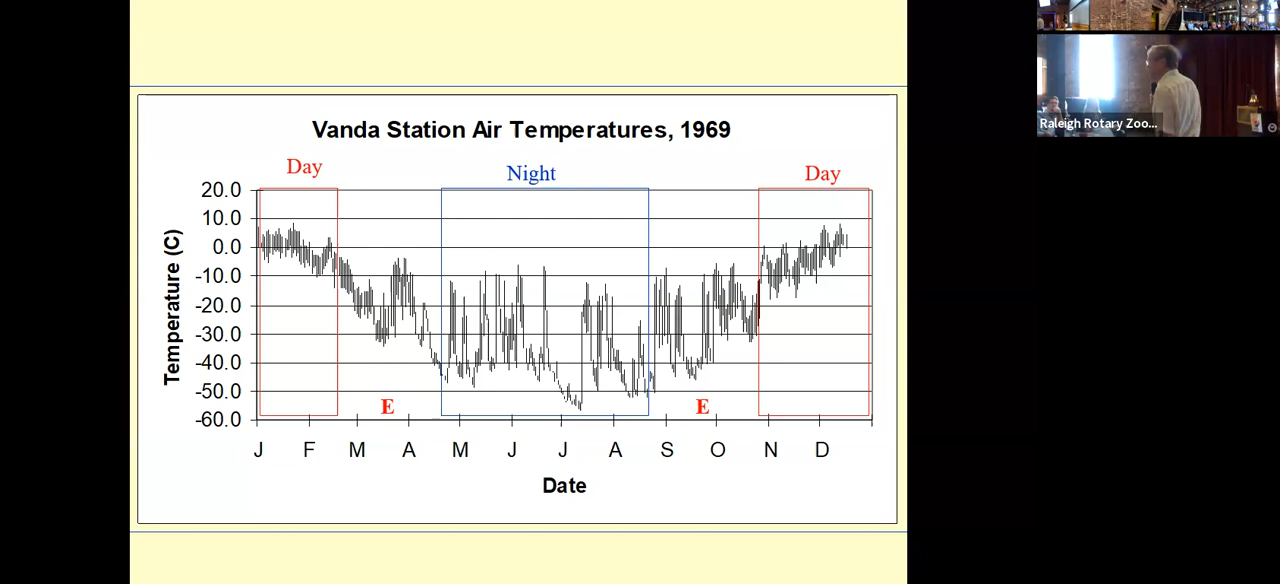 Vanda Station Air Temperatures, 1969
Day
Night
Day
20.0
10.0
0.0
-10.0
-20.0
-30.0
-40.0
-50.0
-60.0
Temperature (C)
E
E
J F M A M J J A S O N D
Date
Raleigh Rotary Zoo...